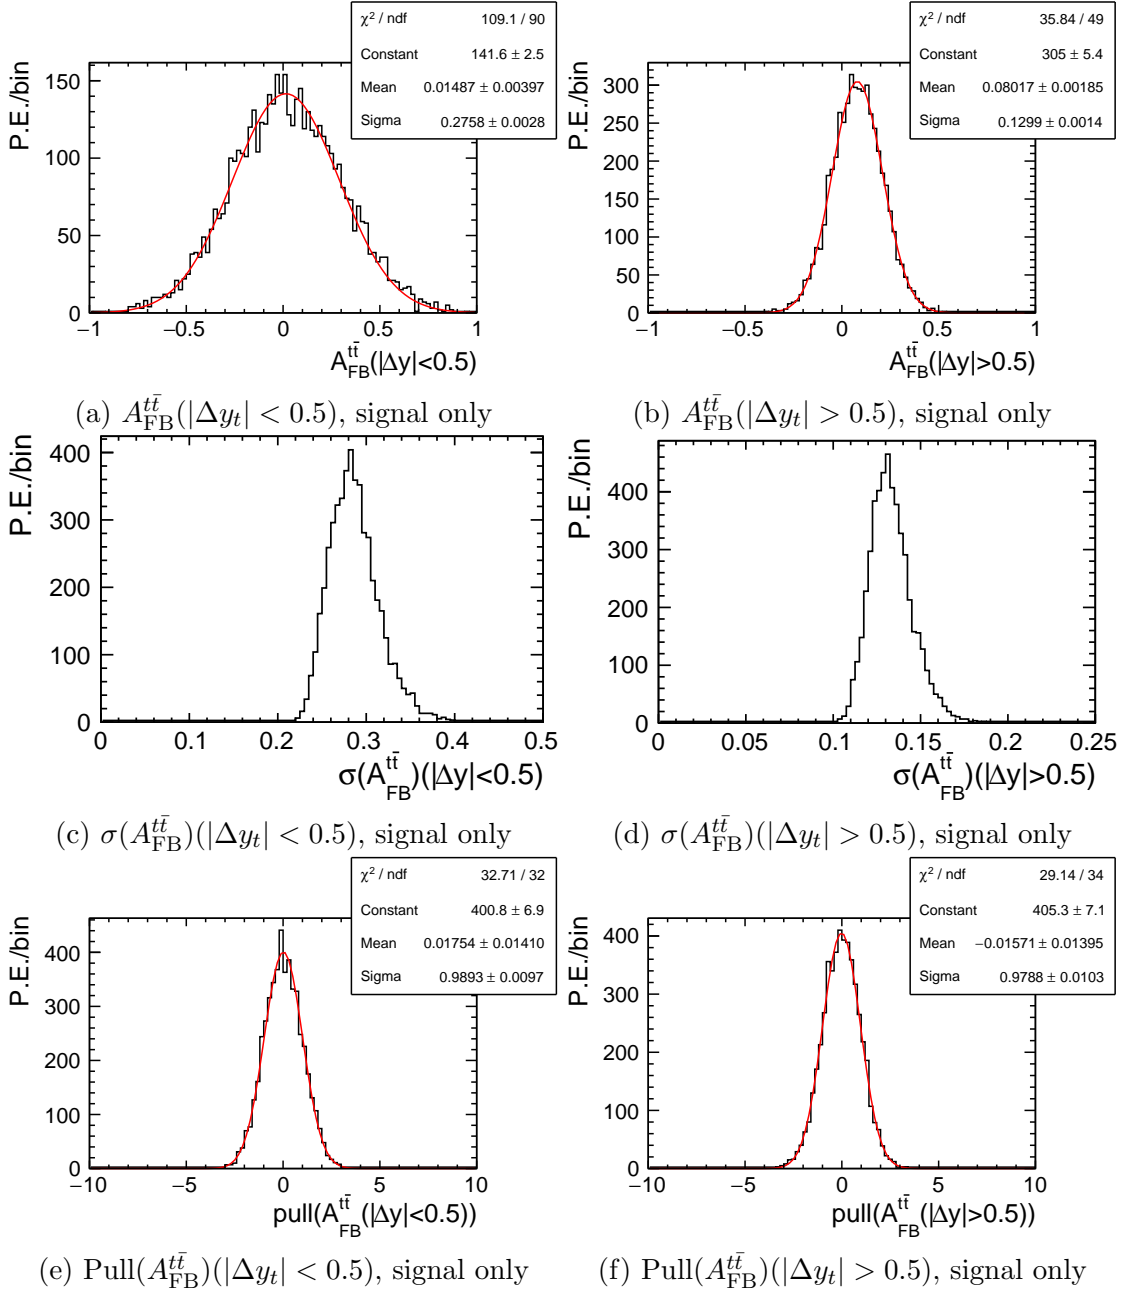 χ² / ndf 109.1 / 90
Constant 141.6 ± 2.5
Mean 0.01487 ± 0.00397
Sigma 0.2758 ± 0.0028
P.E./bin
150
100
50
0
−1 −0.5 0 0.5 1
A_FB^{tt̄}(|Δy|<0.5)
(a) A_FB^{tt̄}(|Δy_t| < 0.5), signal only
χ² / ndf 35.84 / 49
Constant 305 ± 5.4
Mean 0.08017 ± 0.00185
Sigma 0.1299 ± 0.0014
P.E./bin
300
250
200
150
100
50
0
−1 −0.5 0 0.5 1
A_FB^{tt̄}(|Δy|>0.5)
(b) A_FB^{tt̄}(|Δy_t| > 0.5), signal only
P.E./bin
400
300
200
100
0
0 0.1 0.2 0.3 0.4 0.5
σ(A_FB^{tt̄})(|Δy|<0.5)
(c) σ(A_FB^{tt̄})(|Δy_t| < 0.5), signal only
P.E./bin
400
300
200
100
0
0 0.05 0.1 0.15 0.2 0.25
σ(A_FB^{tt̄})(|Δy|>0.5)
(d) σ(A_FB^{tt̄})(|Δy_t| > 0.5), signal only
χ² / ndf 32.71 / 32
Constant 400.8 ± 6.9
Mean 0.01754 ± 0.01410
Sigma 0.9893 ± 0.0097
P.E./bin
400
300
200
100
0
−10 −5 0 5 10
pull(A_FB^{tt̄}(|Δy|<0.5))
(e) Pull(A_FB^{tt̄})(|Δy_t| < 0.5), signal only
χ² / ndf 29.14 / 34
Constant 405.3 ± 7.1
Mean −0.01571 ± 0.01395
Sigma 0.9788 ± 0.0103
P.E./bin
400
300
200
100
0
−10 −5 0 5 10
pull(A_FB^{tt̄}(|Δy|>0.5))
(f) Pull(A_FB^{tt̄})(|Δy_t| > 0.5), signal only